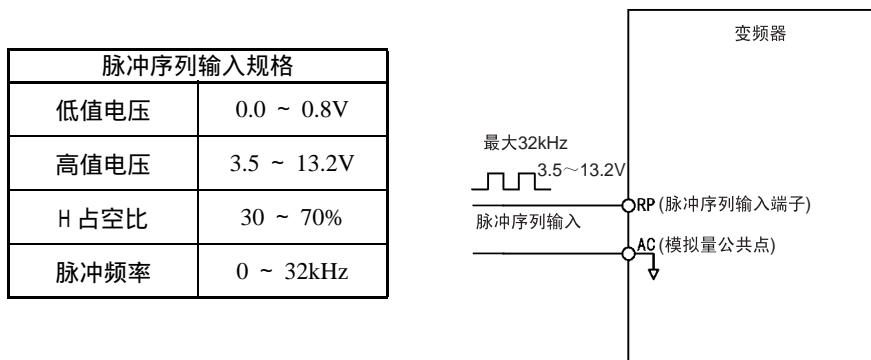 脉冲序列输入规格
低值电压 0.0 ~ 0.8V
高值电压 3.5 ~ 13.2V
H 占空比 30 ~ 70%
脉冲频率 0 ~ 32kHz
变频器
最大32kHz
3.5～13.2V
脉冲序列输入
RP (脉冲序列输入端子)
AC (模拟量公共点)